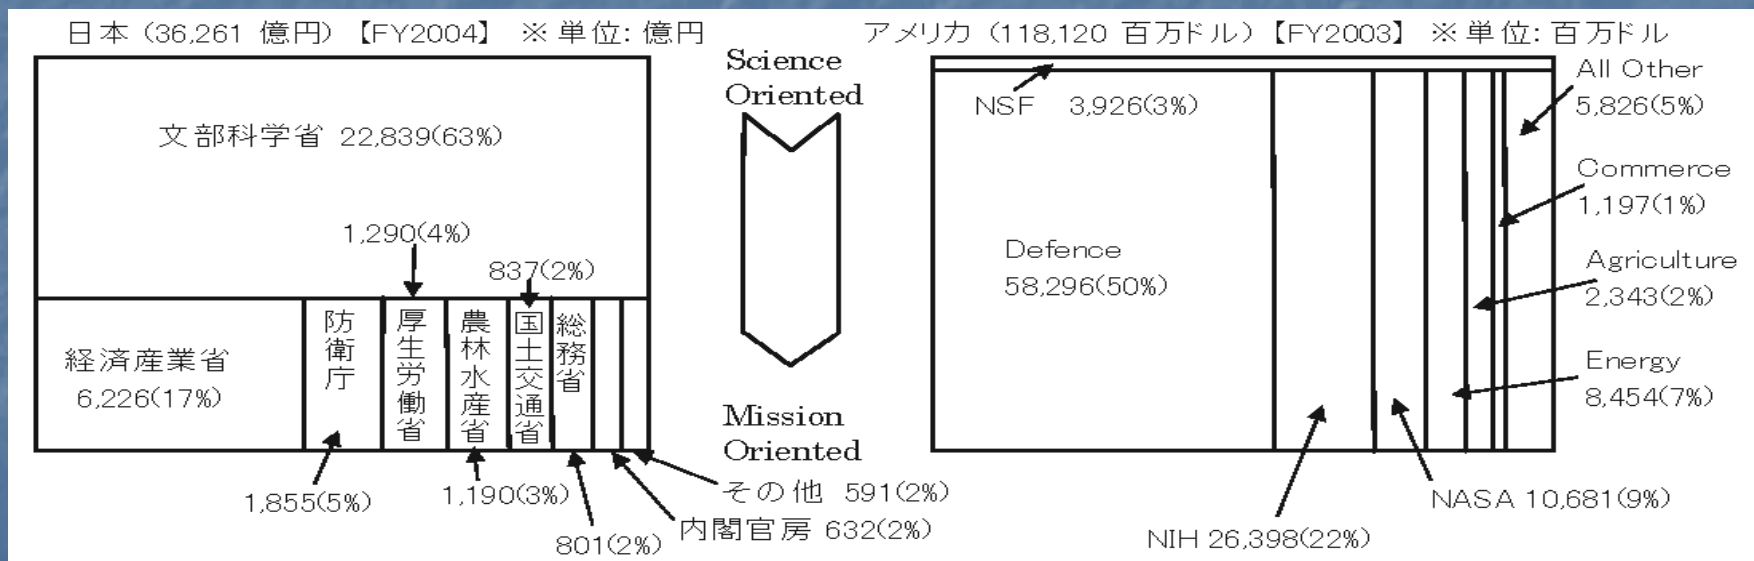 日本（36,261 億円）【FY2004】 ※単位: 億円
文部科学省 22,839(63%)
1,290(4%)
837(2%)
経済産業省
6,226(17%)
防衛庁
厚生労働省
農林水産省
国土交通省
総務省
1,855(5%)
1,190(3%)
801(2%)
その他 591(2%)
内閣官房 632(2%)
Science
Oriented
Mission
Oriented
アメリカ（118,120 百万ドル）【FY2003】 ※単位: 百万ドル
NSF 3,926(3%)
Defence
58,296(50%)
All Other
5,826(5%)
Commerce
1,197(1%)
Agriculture
2,343(2%)
Energy
8,454(7%)
NASA 10,681(9%)
NIH 26,398(22%)